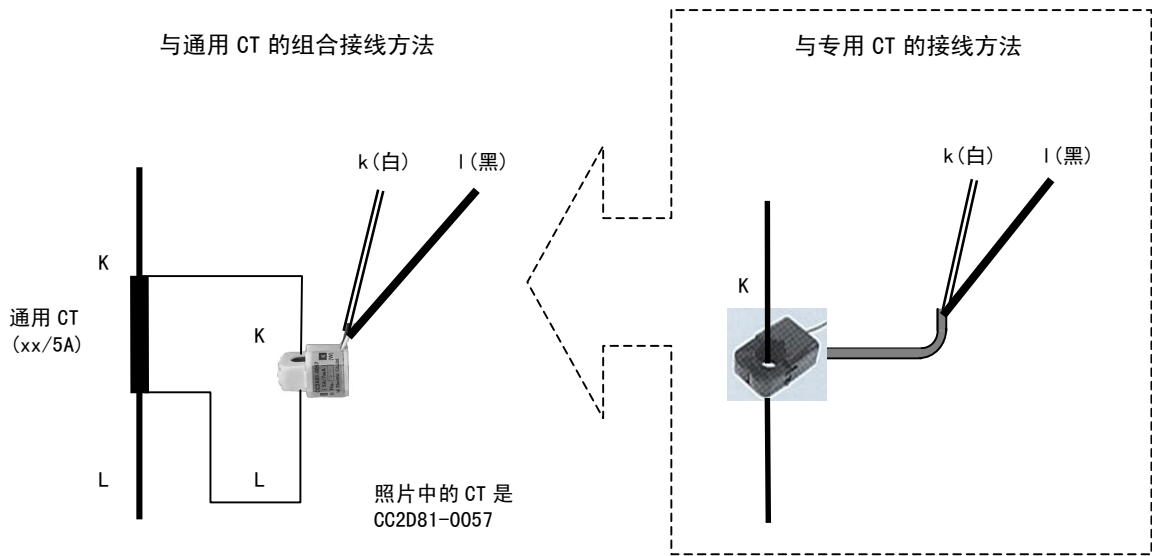 与通用 CT 的组合接线方法
k(白)
l(黑)
K
通用 CT
(xx/5A)
K
L
L
照片中的 CT 是
CC2D81-0057
与专用 CT 的接线方法
k(白)
l(黑)
K